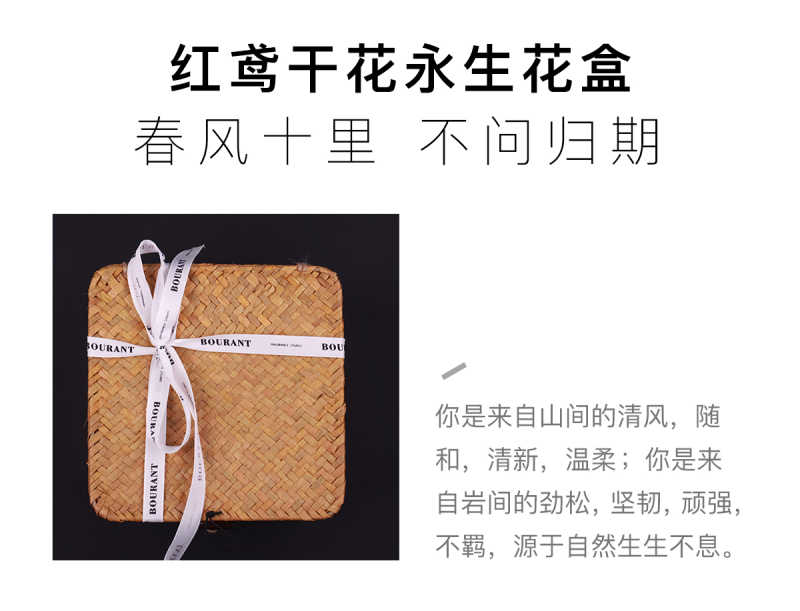 红鸢干花永生花盒
春风十里 不问归期
BOURANT
BOURANT
BOURANT
BOU
BOURANT
BOURANT
你是来自山间的清风，随
和，清新，温柔；你是来
自岩间的劲松，坚韧，顽强，
不羁，源于自然生生不息。